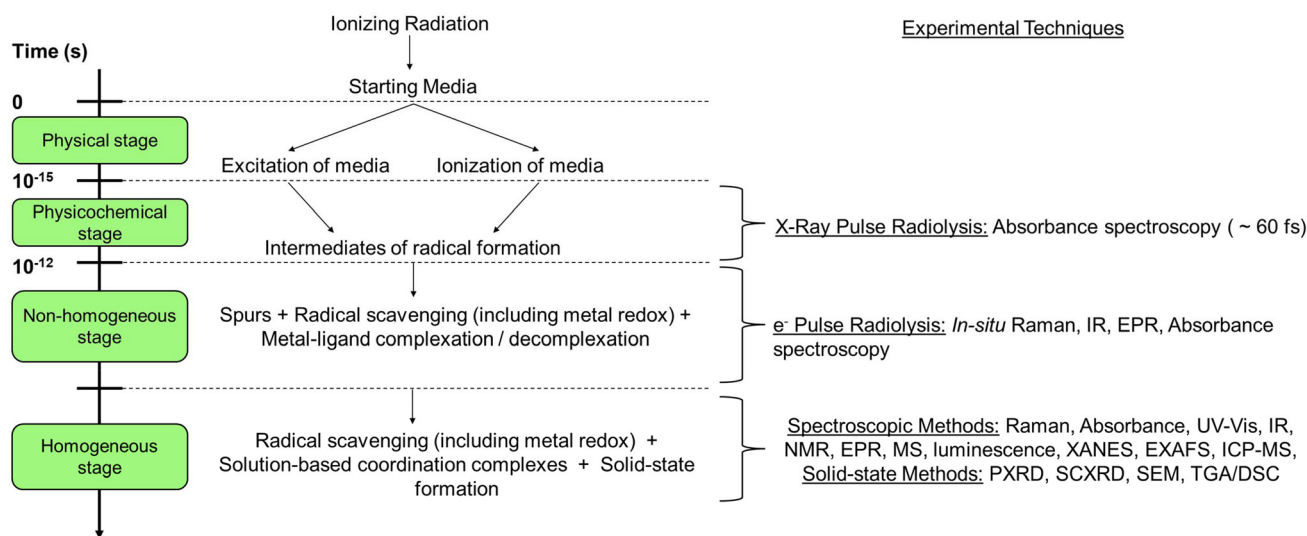 Ionizing Radiation
Experimental Techniques
Time (s)
Starting Media
0
Physical stage
Excitation of media
Ionization of media
10⁻¹⁵
Physicochemical
stage
X-Ray Pulse Radiolysis: Absorbance spectroscopy ( ~ 60 fs)
Intermediates of radical formation
10⁻¹²
Non-homogeneous
stage
Spurs + Radical scavenging (including metal redox) +
Metal-ligand complexation / decomplexation
e⁻ Pulse Radiolysis: In-situ Raman, IR, EPR, Absorbance
spectroscopy
Homogeneous
stage
Radical scavenging (including metal redox) +
Solution-based coordination complexes + Solid-state
formation
Spectroscopic Methods: Raman, Absorbance, UV-Vis, IR,
NMR, EPR, MS, luminescence, XANES, EXAFS, ICP-MS,
Solid-state Methods: PXRD, SCXRD, SEM, TGA/DSC